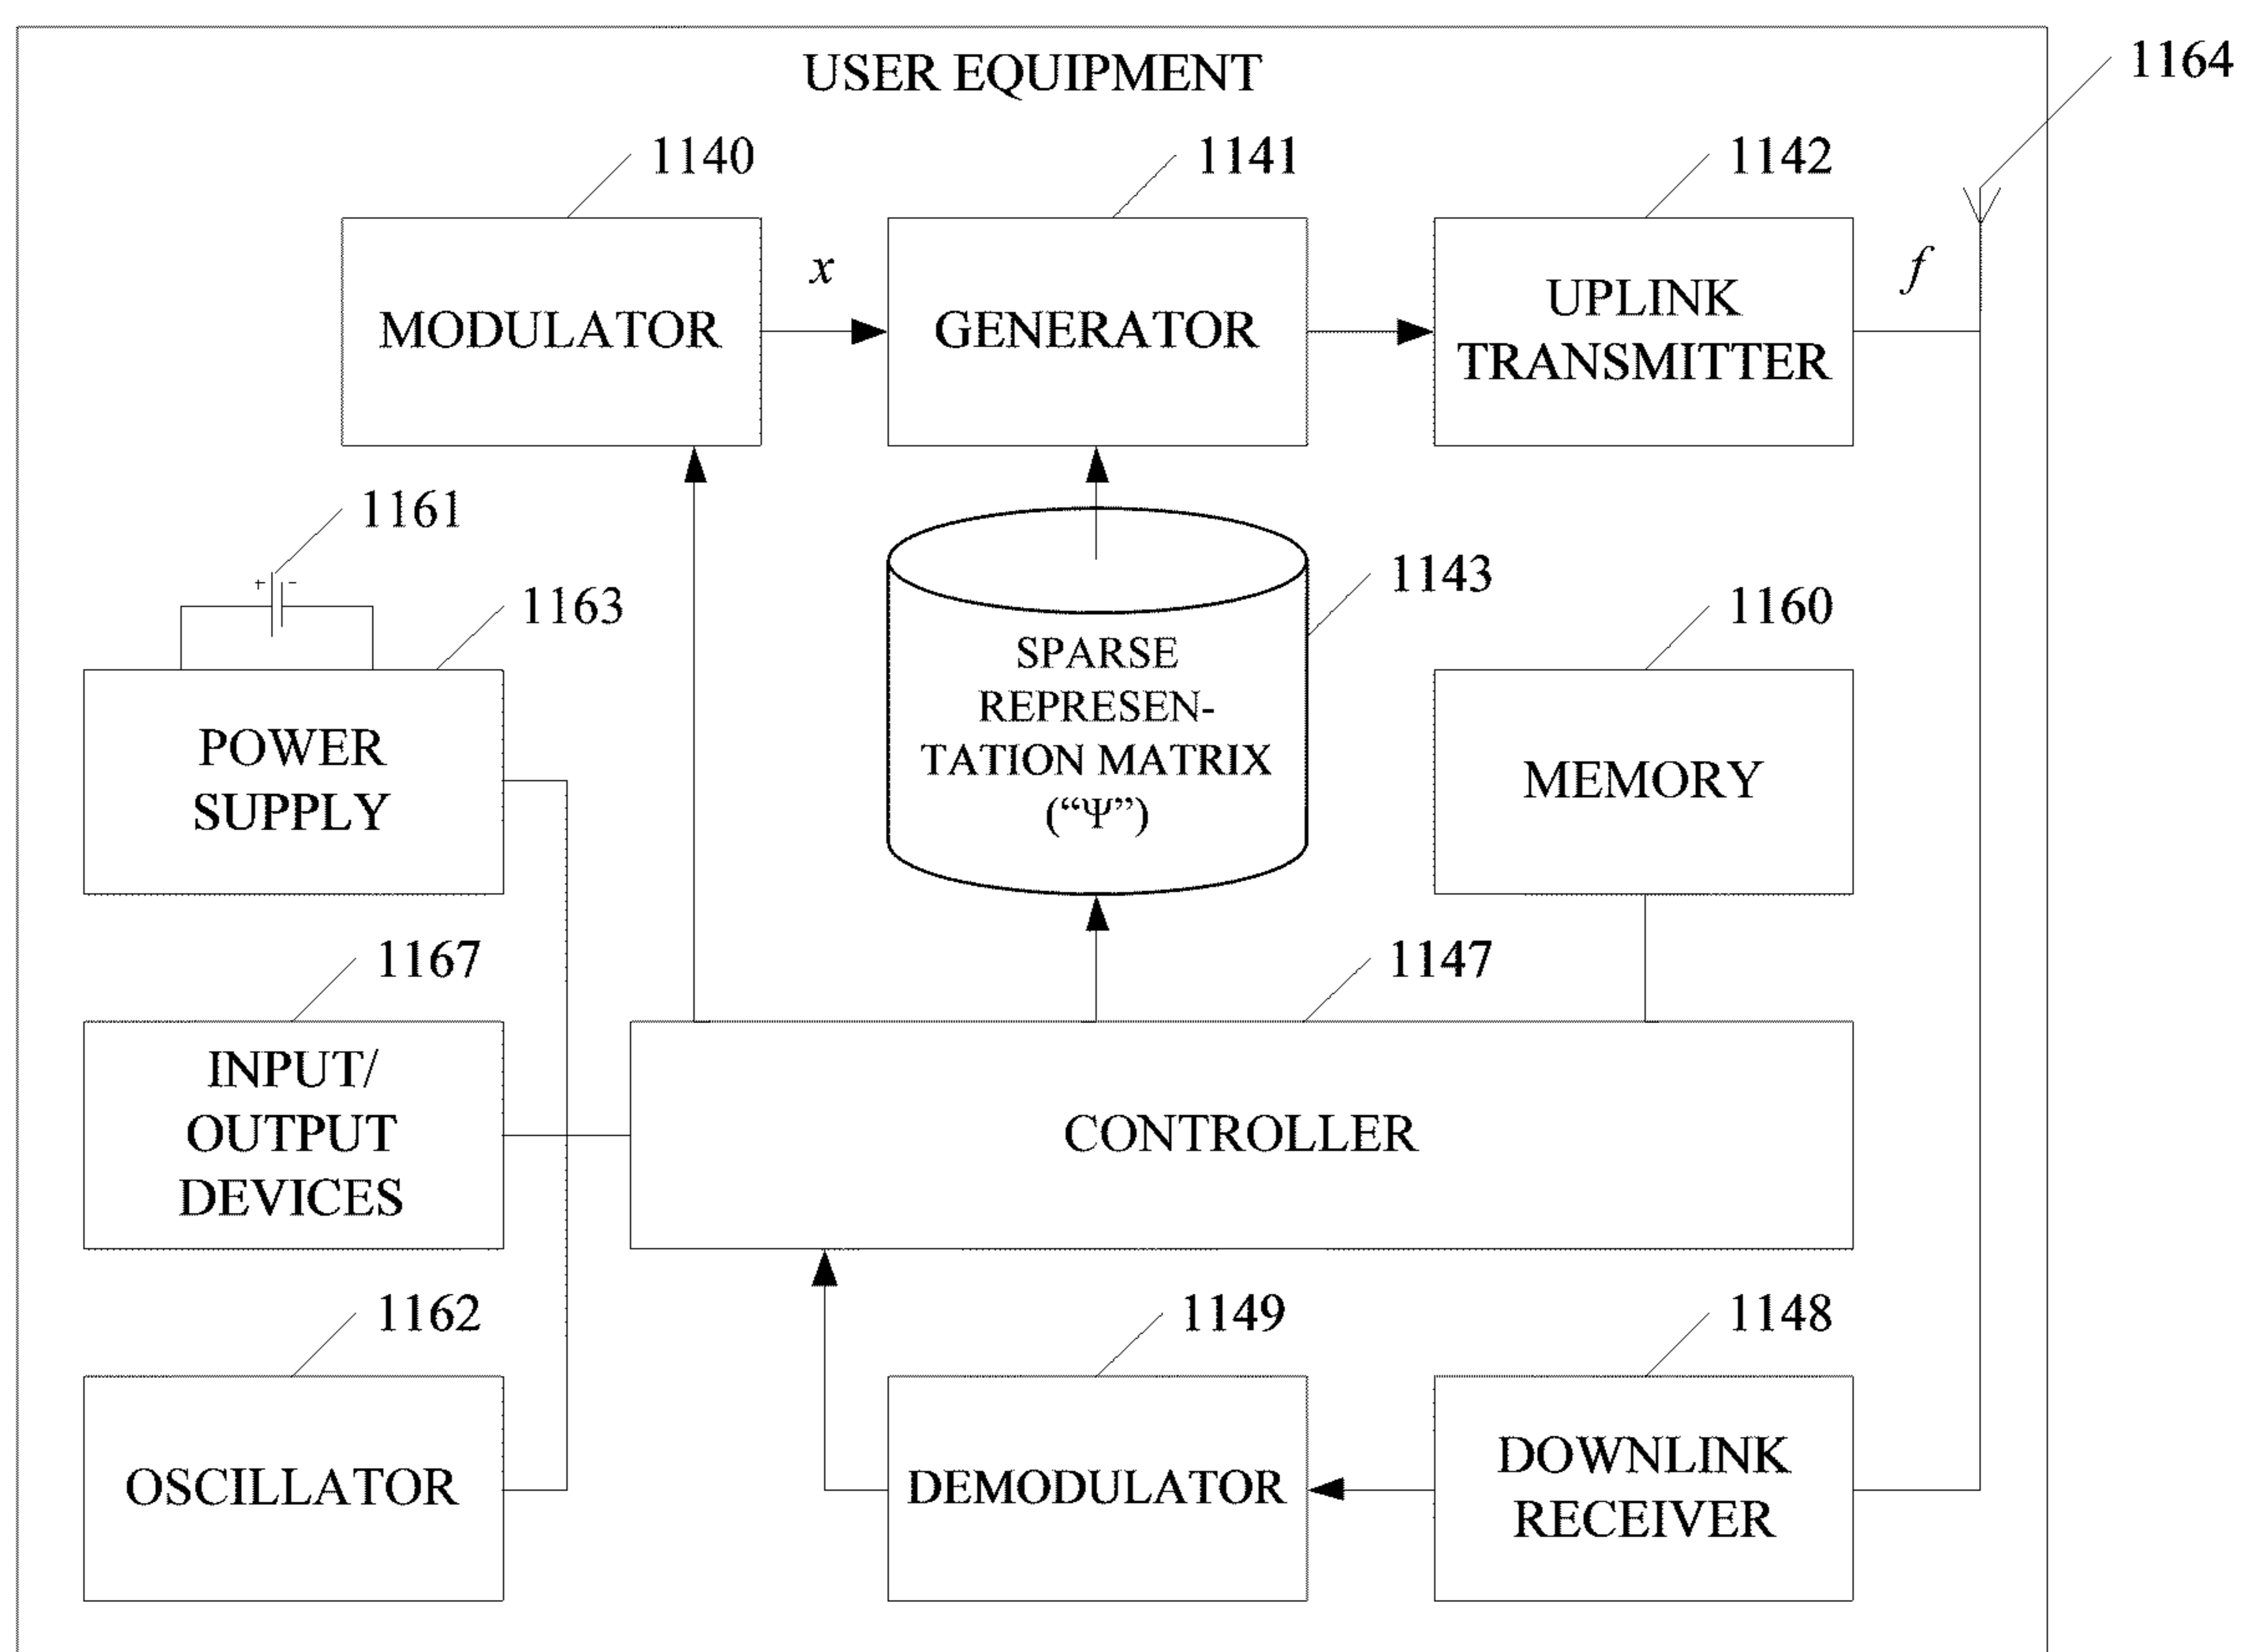 USER EQUIPMENT
1164
1140
1141
1142
MODULATOR
x
GENERATOR
UPLINK
TRANSMITTER
f
1161
+ -
1163
1143
1160
POWER
SUPPLY
SPARSE
REPRESEN-
TATION MATRIX
(“Ψ”)
MEMORY
1167
1147
INPUT/
OUTPUT
DEVICES
CONTROLLER
1162
1149
1148
OSCILLATOR
DEMODULATOR
DOWNLINK
RECEIVER